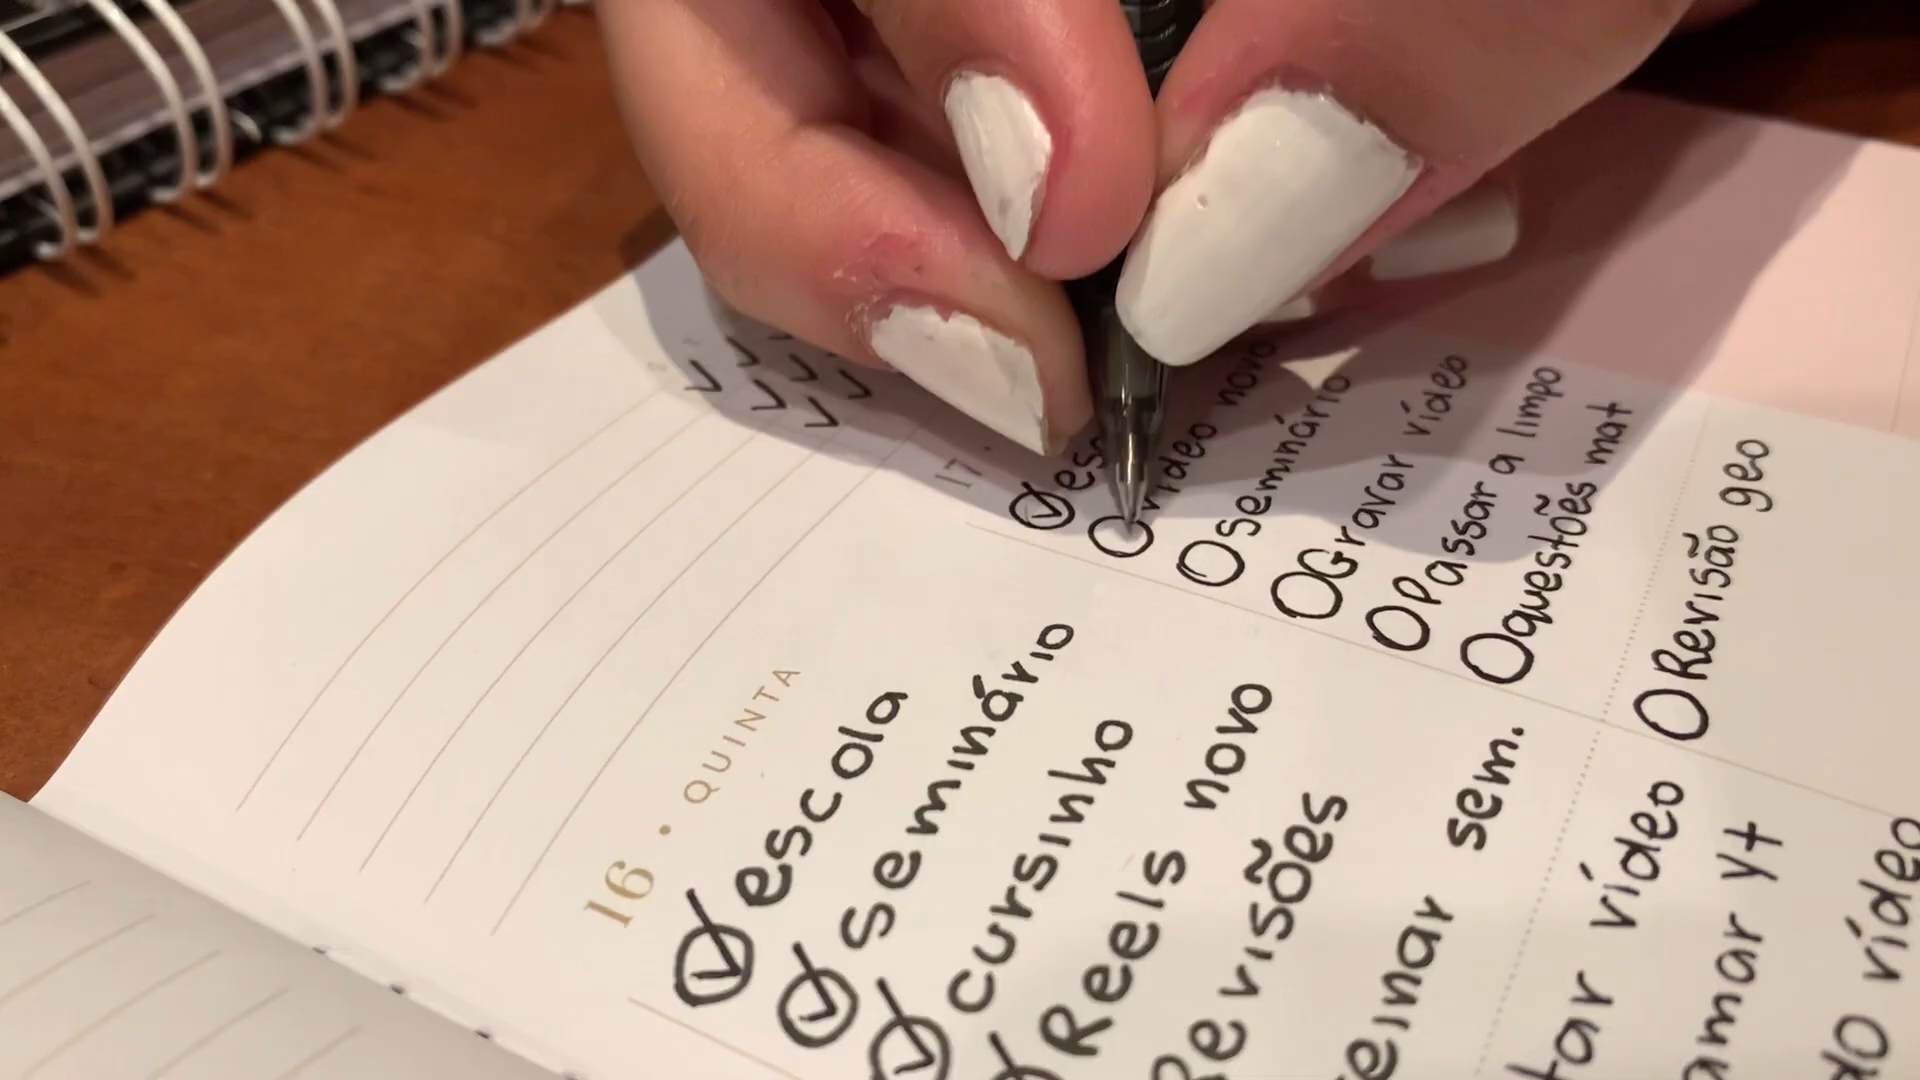 16 • QUINTA
escola
seminário
cursinho
Reels novo
Revisões
sem.
vídeo
yt
vídeo
17 •
vídeo novo
seminário
Gravar vídeo
Passar a limpo
questões mat
Revisão geo